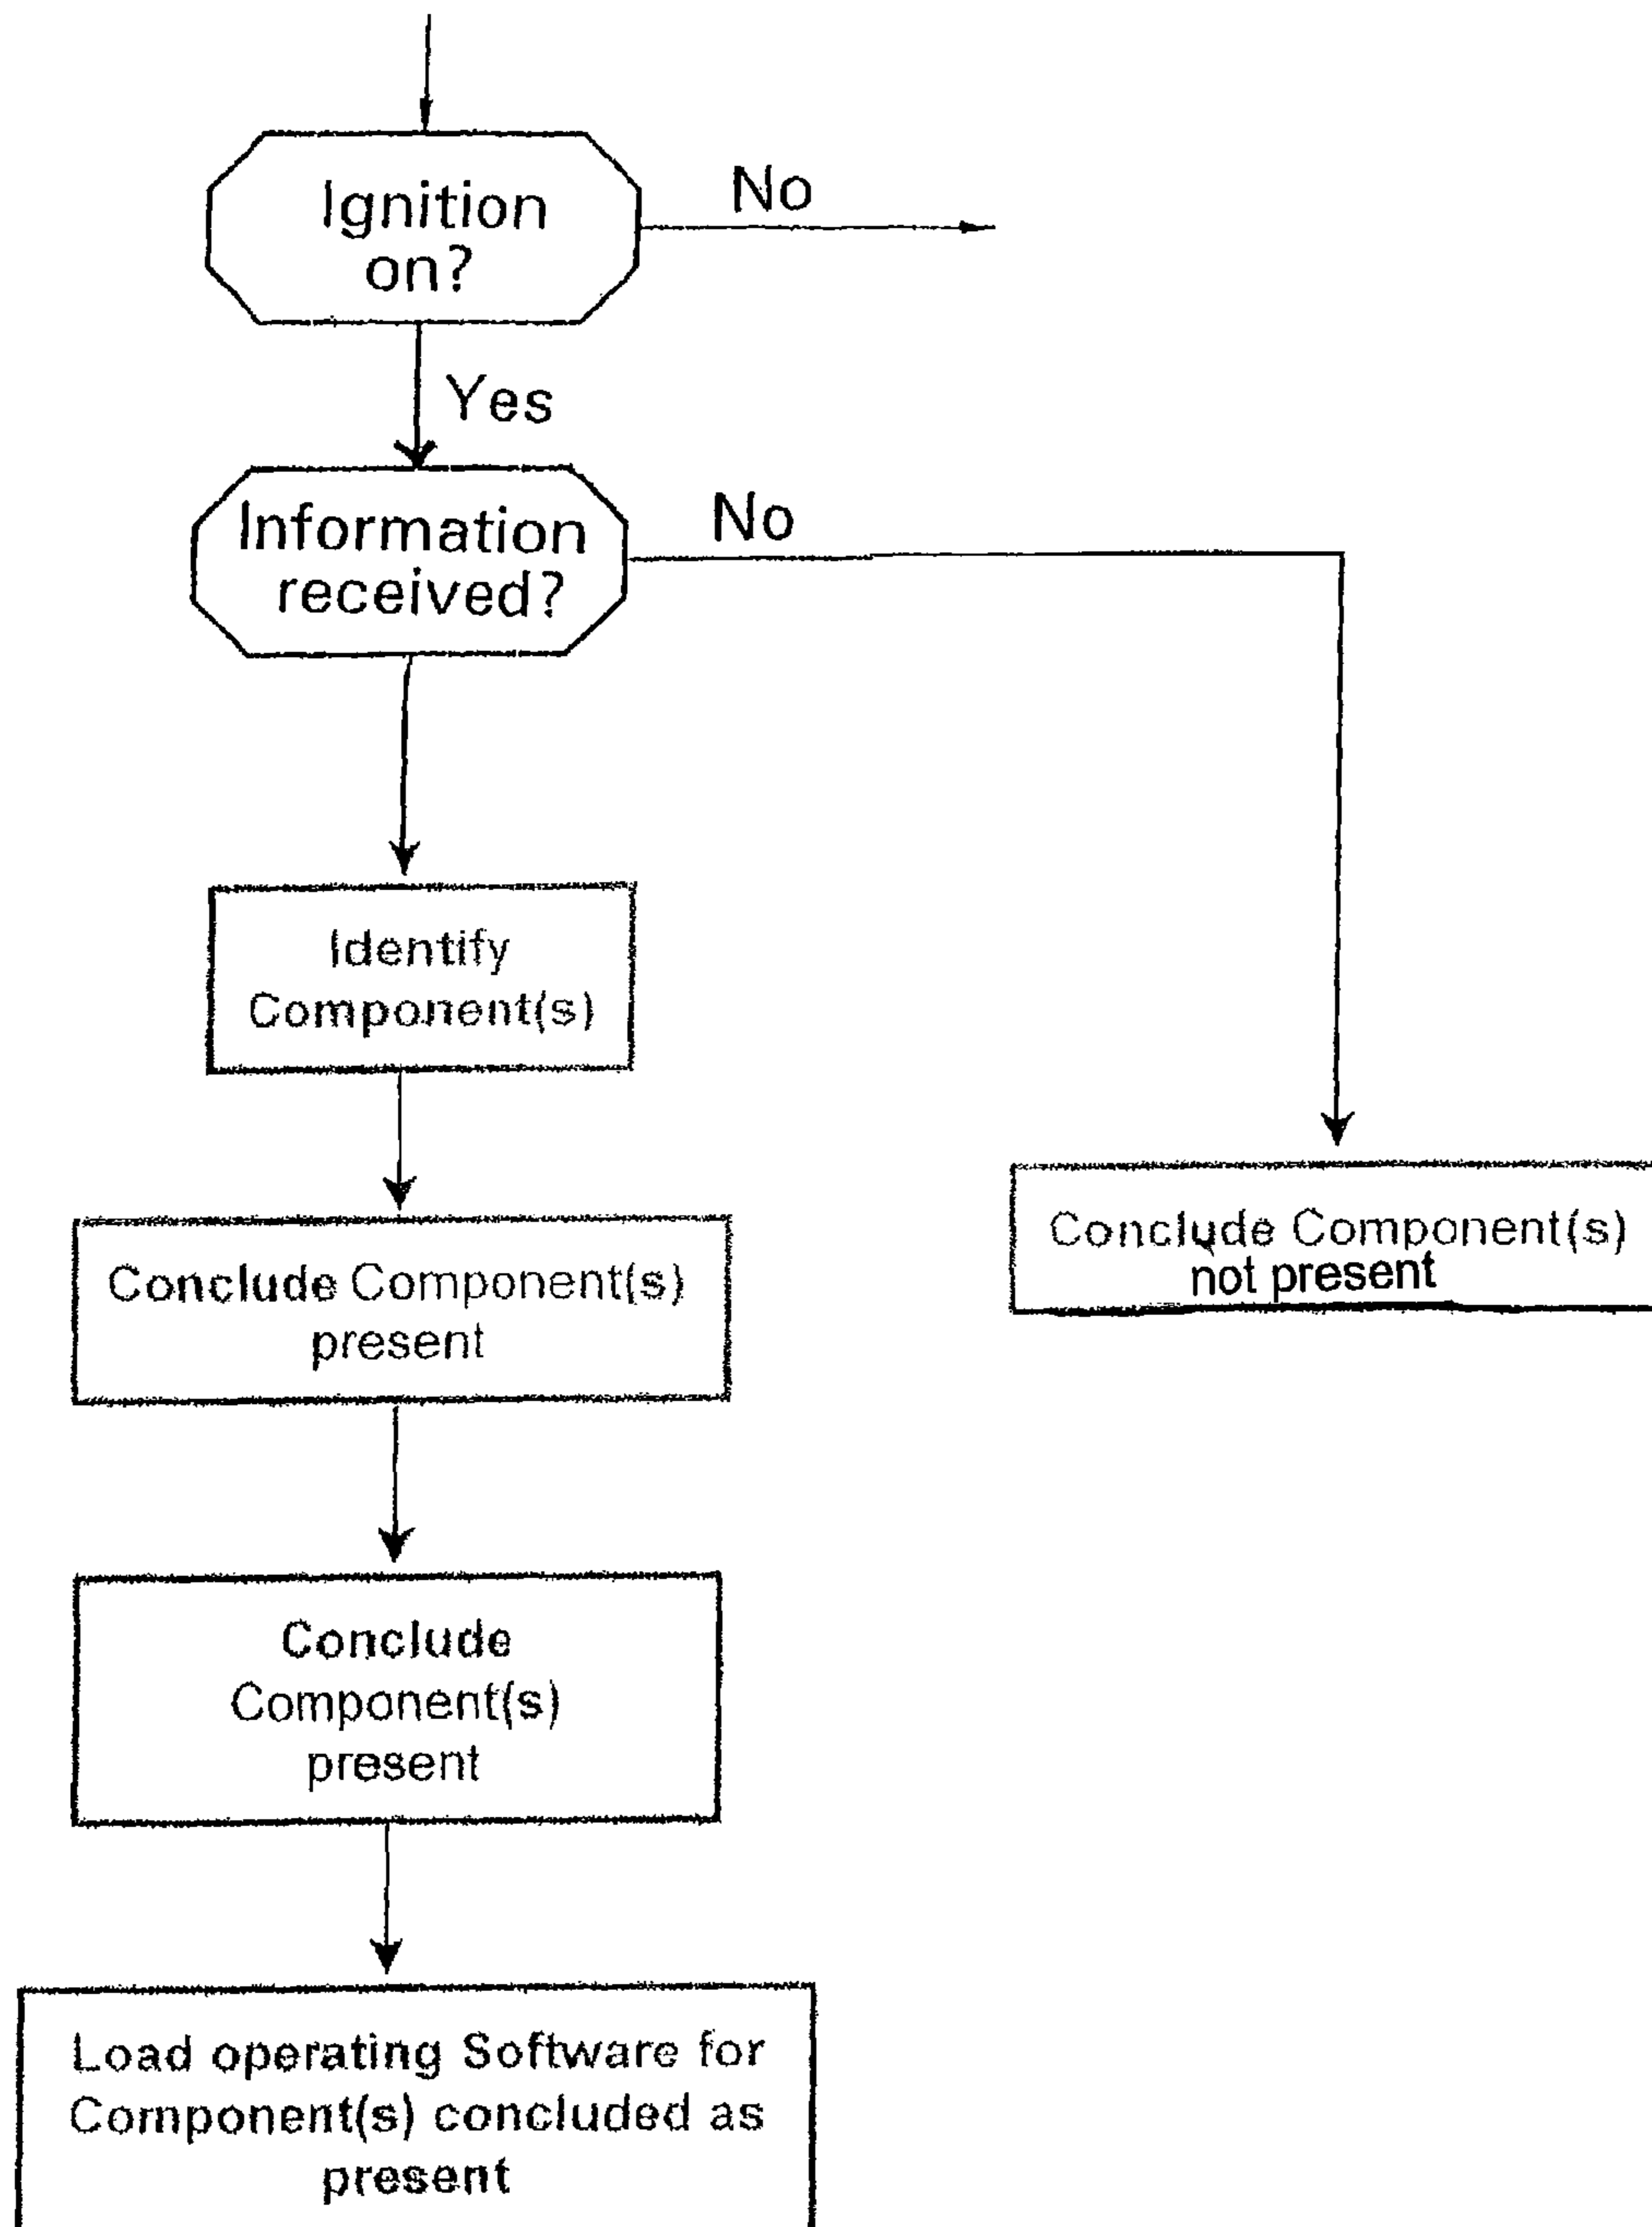 Ignition
on?
No
Yes
Information
received?
No
Identify
Component(s)
Conclude Component(s)
present
Conclude Component(s)
not present
Conclude
Component(s)
present
Load operating Software for
Component(s) concluded as
present